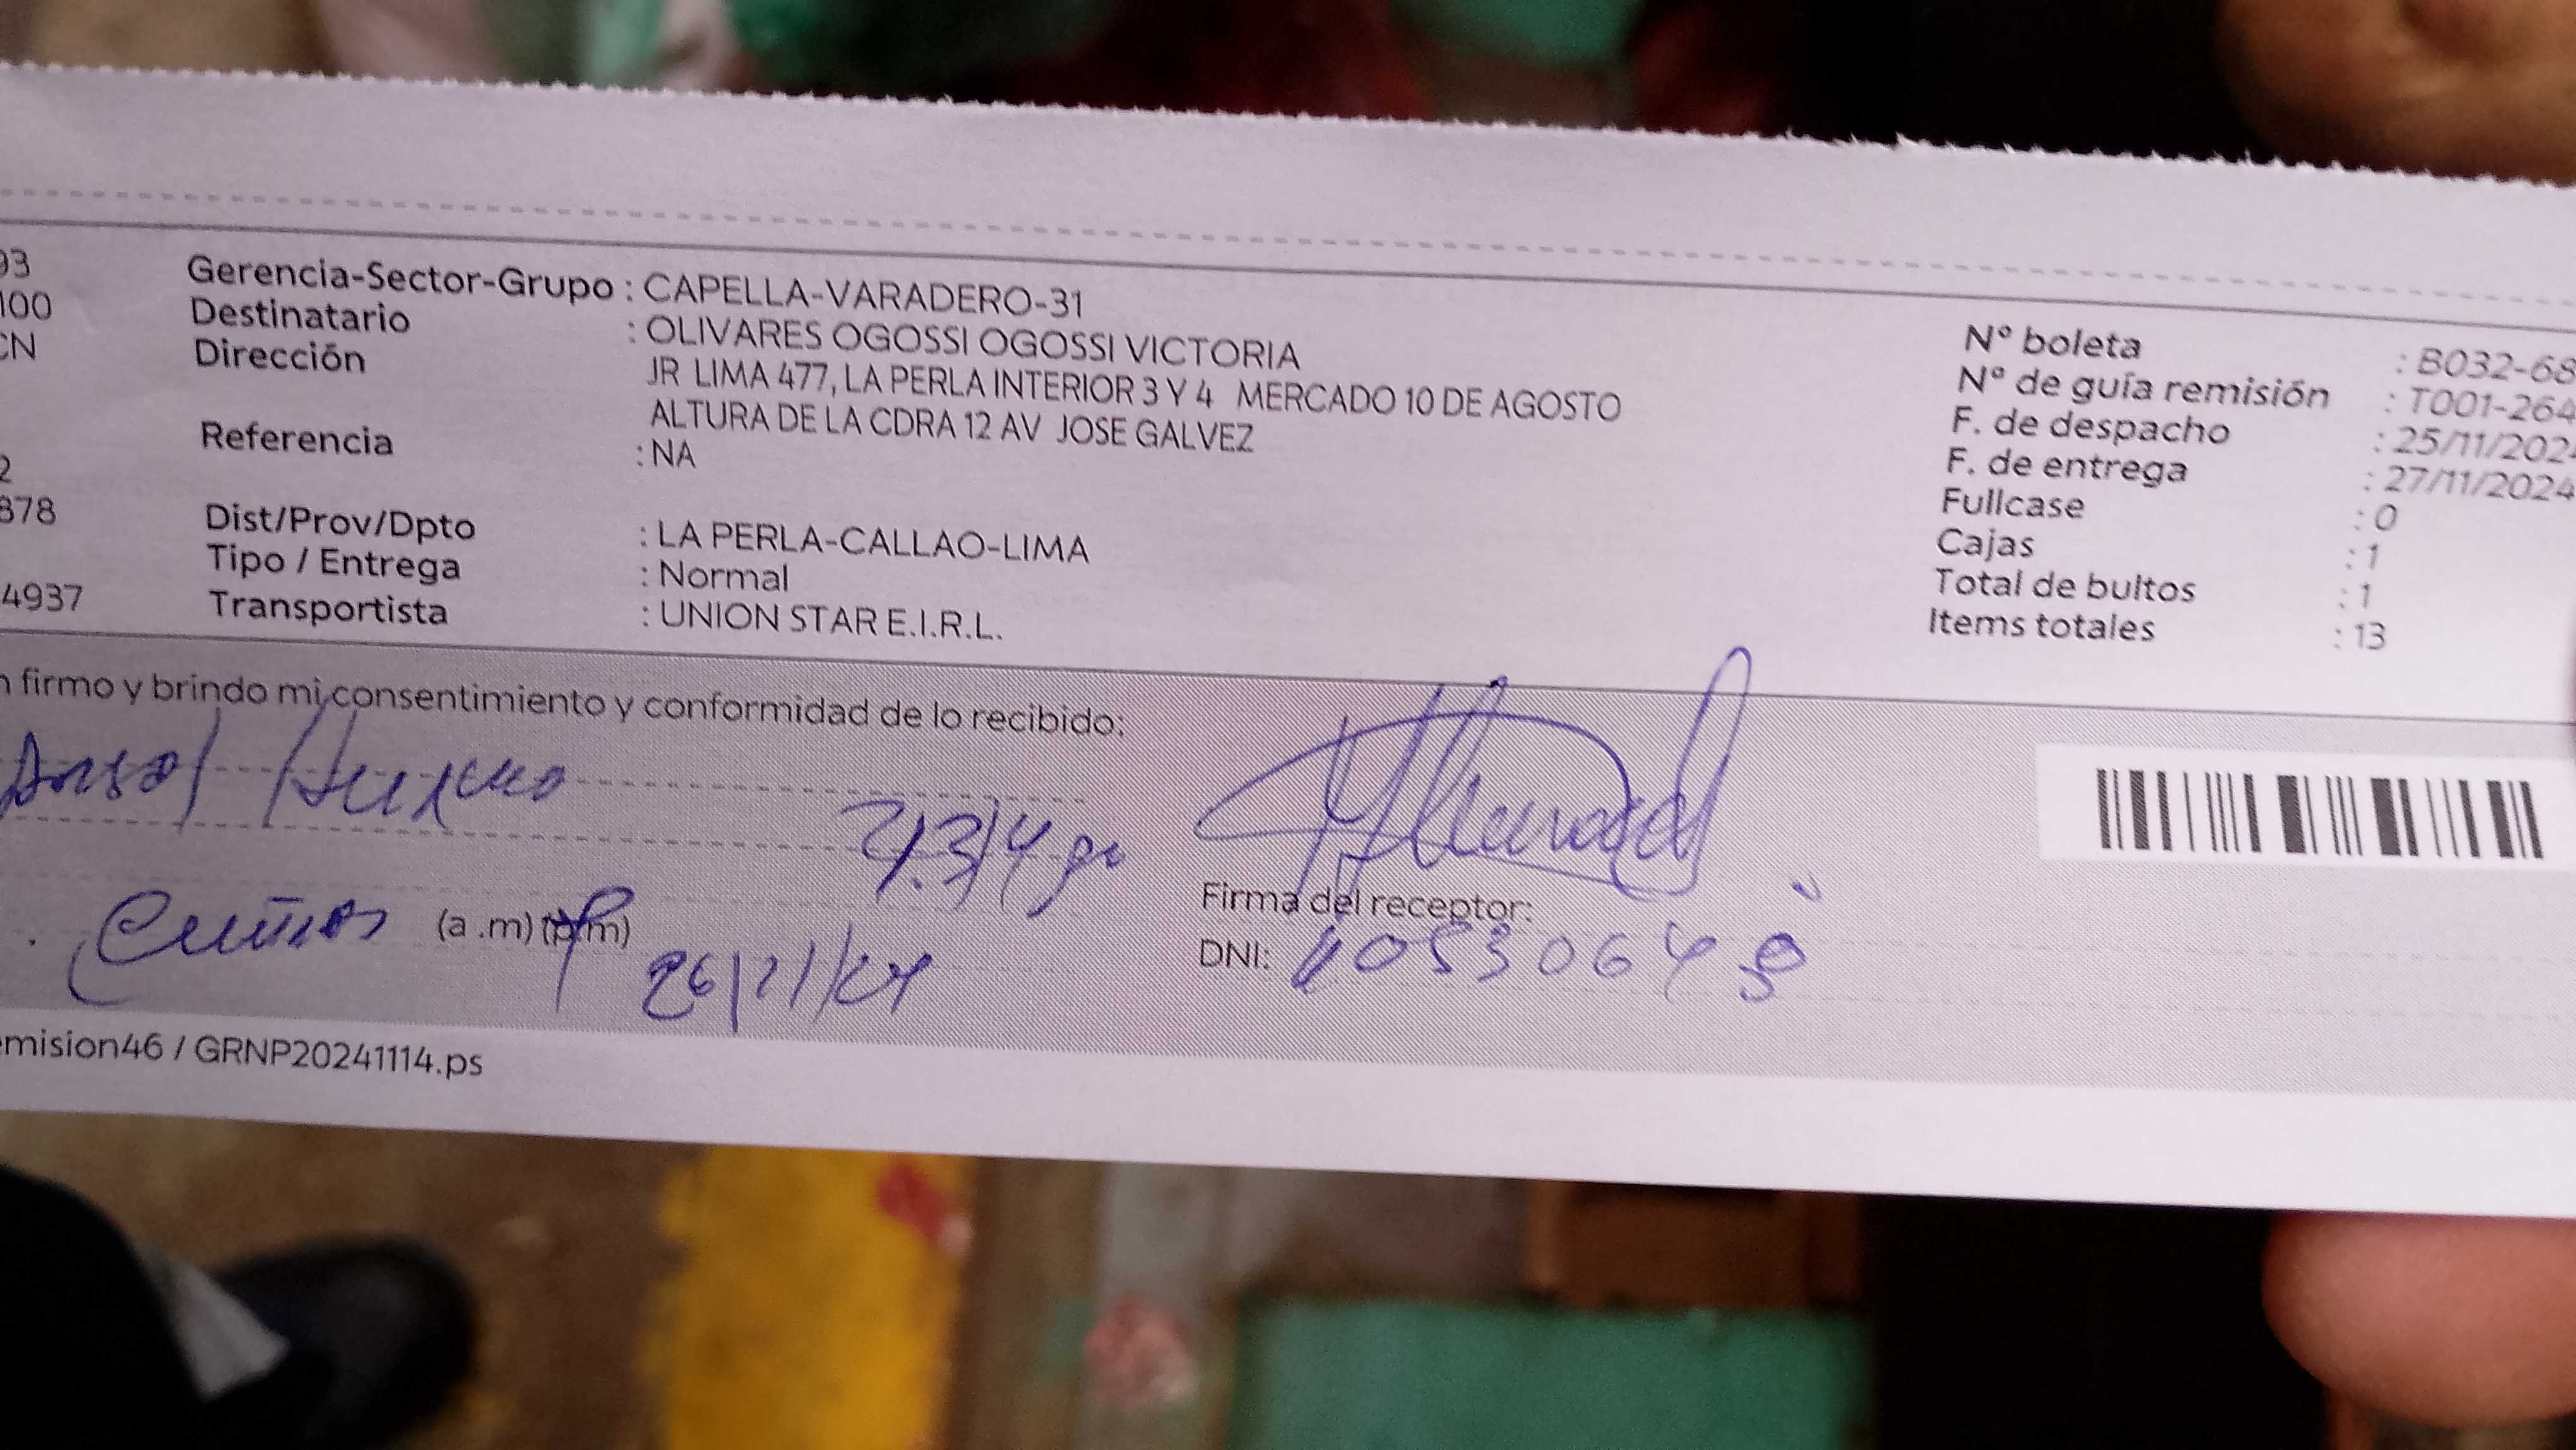 93 Gerencia-Sector-Grupo : CAPELLA-VARADERO-31
100 Destinatario : OLIVARES OGOSSI OGOSSI VICTORIA
CN Dirección JR LIMA 477, LA PERLA INTERIOR 3 Y 4 MERCADO 10 DE AGOSTO
ALTURA DE LA CDRA 12 AV JOSE GALVEZ
Referencia : NA
2
878 Dist/Prov/Dpto : LA PERLA-CALLAO-LIMA
Tipo / Entrega : Normal
4937 Transportista : UNION STAR E.I.R.L.
Nº boleta : B032-68
Nº de guía remisión : T001-264
F. de despacho : 25/11/202
F. de entrega : 27/11/2024
Fullcase : 0
Cajas : 1
Total de bultos : 1
Items totales : 13
n firmo y brindo mi consentimiento y conformidad de lo recibido:
(a .m) (p.m)
26/11/24
Firma del receptor:
DNI:
mision46 / GRNP20241114.ps